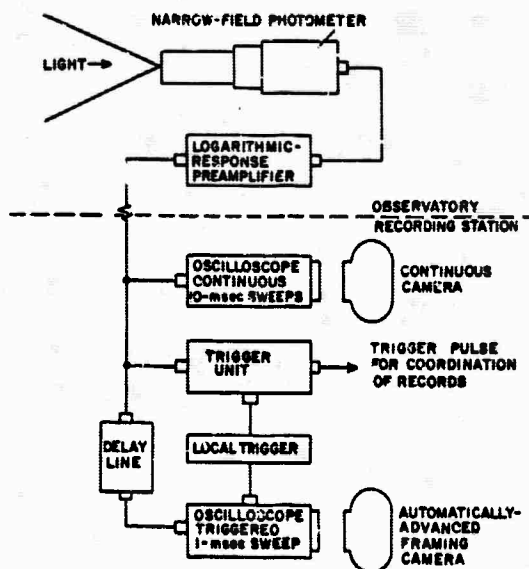 NARROW-FIELD PHOTOMETER
LIGHT
LOGARITHMIC-
RESPONSE
PREAMPLIFIER
OBSERVATORY
RECORDING STATION
OSCILLOSCOPE
CONTINUOUS
10-msec SWEEPS
CONTINUOUS
CAMERA
TRIGGER
UNIT
TRIGGER PULSE
FOR COORDINATION
OF RECORDS
DELAY
LINE
LOCAL TRIGGER
OSCILLOSCOPE
TRIGGERED
1-msec SWEEP
AUTOMATICALLY-
ADVANCED
FRAMING
CAMERA